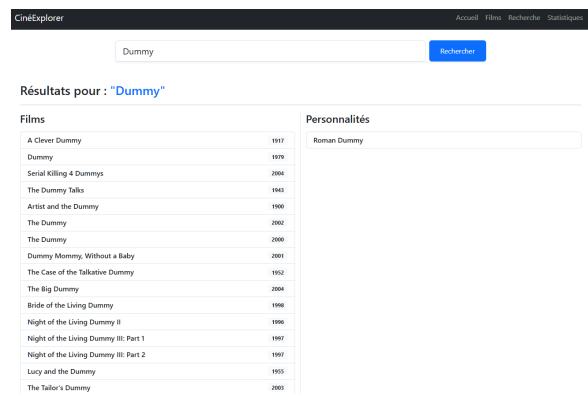 CinéExplorer Accueil Films Recherche Statistiques
Dummy Rechercher
Résultats pour : "Dummy"
Films
A Clever Dummy 1917
Dummy 1979
Serial Killing 4 Dummys 2004
The Dummy Talks 1943
Artist and the Dummy 1900
The Dummy 2002
The Dummy 2000
Dummy Mommy, Without a Baby 2001
The Case of the Talkative Dummy 1952
The Big Dummy 2004
Bride of the Living Dummy 1998
Night of the Living Dummy II 1996
Night of the Living Dummy III: Part 1 1997
Night of the Living Dummy III: Part 2 1997
Lucy and the Dummy 1955
The Tailor's Dummy 2003
Personnalités
Roman Dummy